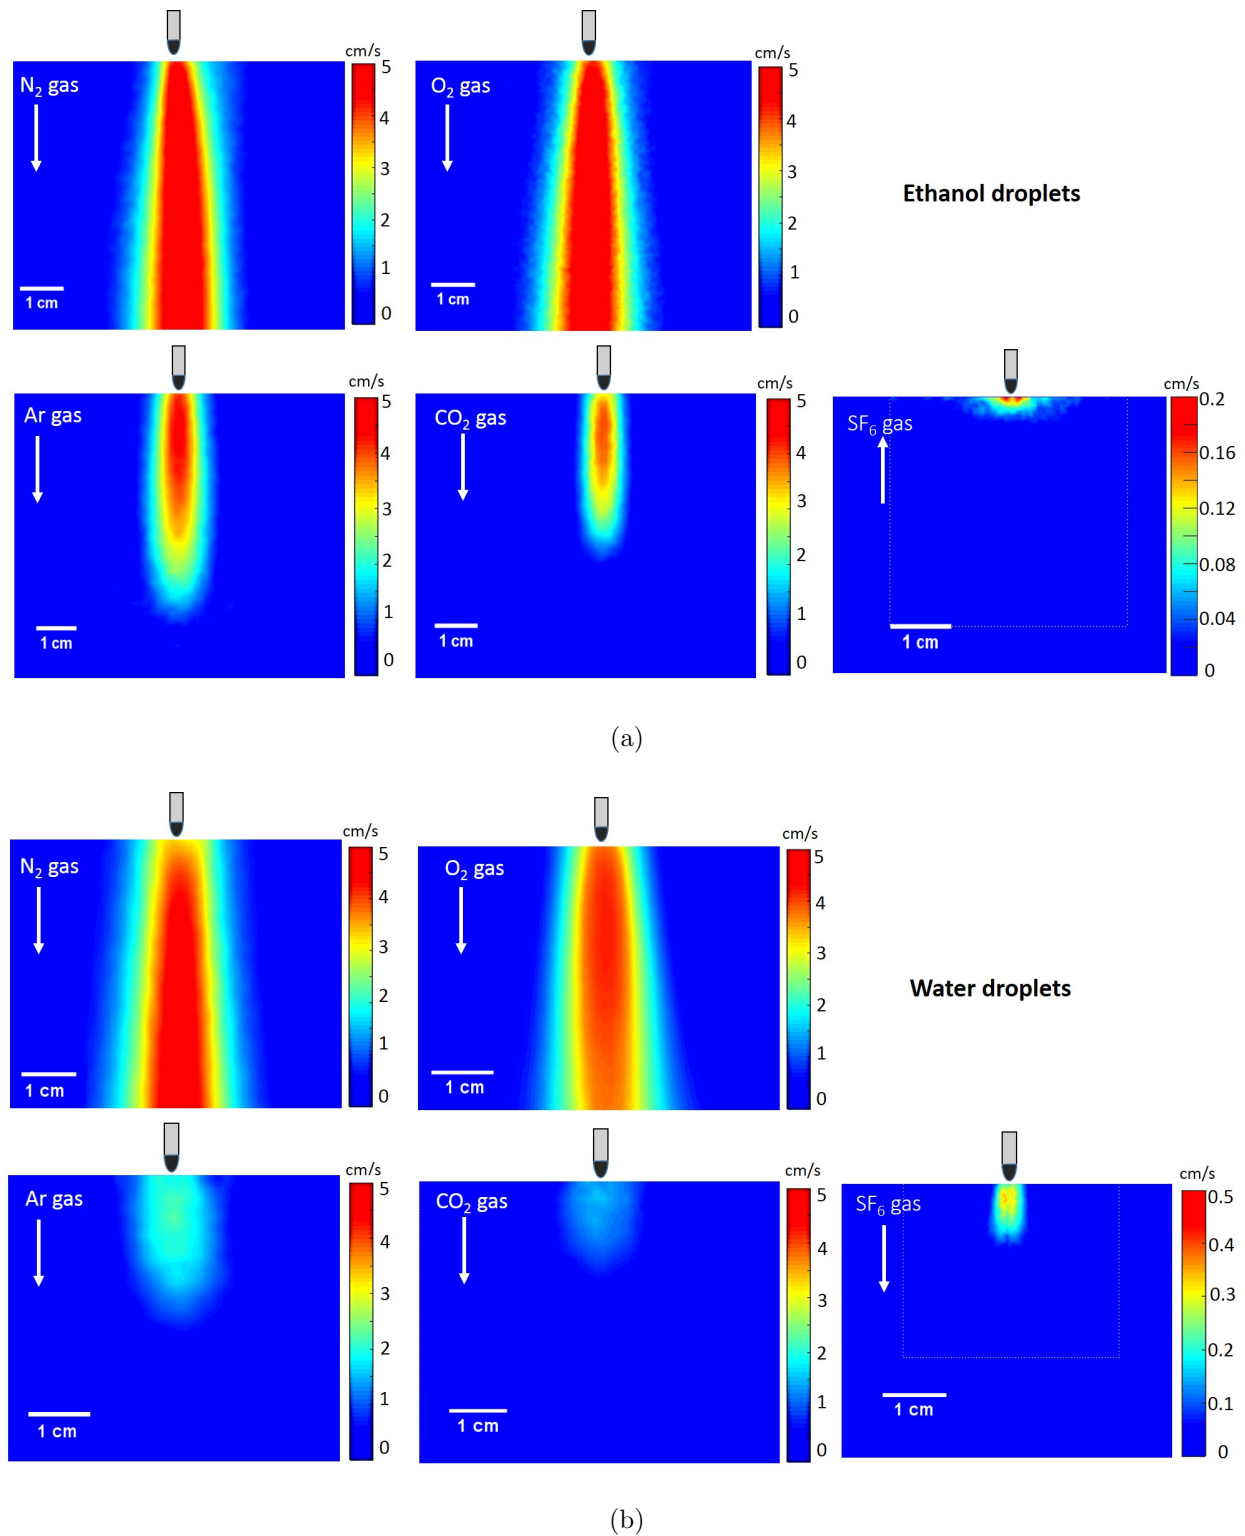 cm/s
cm/s
N₂ gas
5
4
3
2
1
0
1 cm
O₂ gas
5
4
3
2
1
0
1 cm
Ethanol droplets
cm/s
cm/s
cm/s
Ar gas
5
4
3
2
1
0
1 cm
CO₂ gas
5
4
3
2
1
0
1 cm
SF₆ gas
0.2
0.16
0.12
0.08
0.04
0
1 cm
(a)
cm/s
cm/s
N₂ gas
5
4
3
2
1
0
1 cm
O₂ gas
5
4
3
2
1
0
1 cm
Water droplets
cm/s
cm/s
cm/s
Ar gas
5
4
3
2
1
0
1 cm
CO₂ gas
5
4
3
2
1
0
1 cm
SF₆ gas
0.5
0.4
0.3
0.2
0.1
0
1 cm
(b)